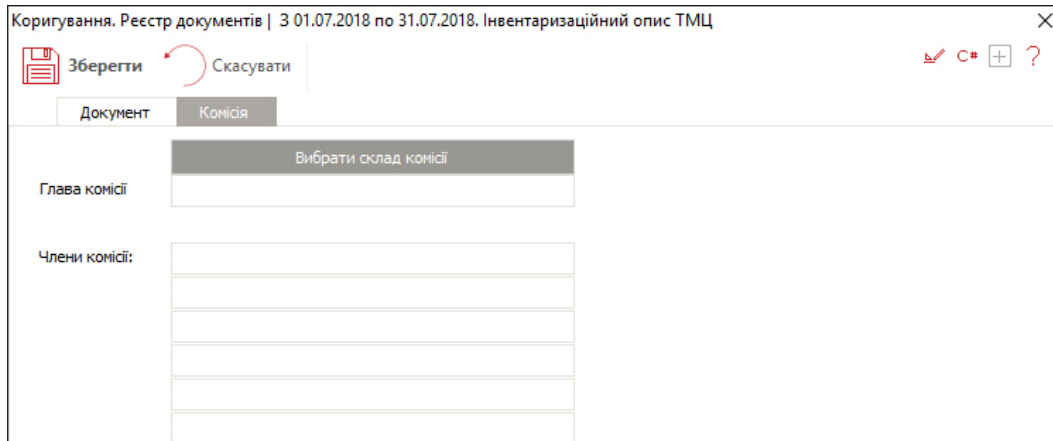 Коригування. Реєстр документів | З 01.07.2018 по 31.07.2018. Інвентаризаційний опис ТМЦ
Зберегти Скасувати C# ?
Документ Комісія
Вибрати склад комісії
Глава комісії
Члени комісії: